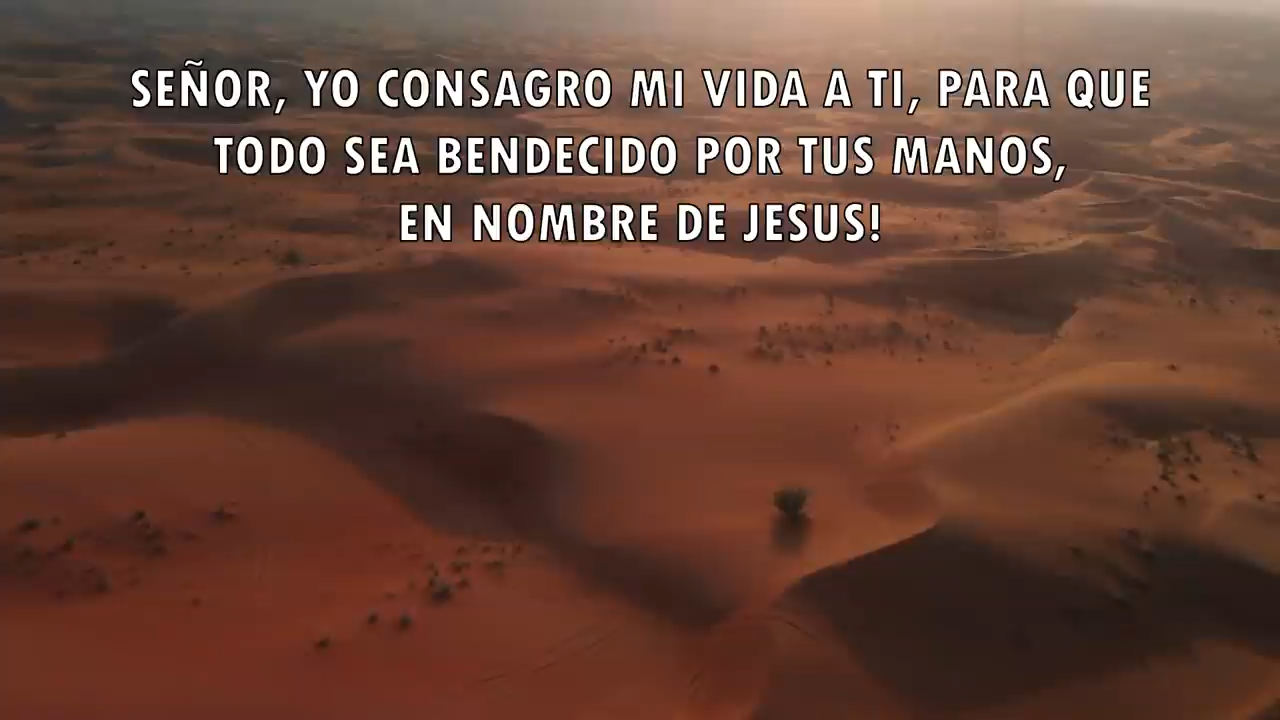 SEÑOR, YO CONSAGRO MI VIDA A TI, PARA QUE
TODO SEA BENDECIDO POR TUS MANOS,
EN NOMBRE DE JESUS!